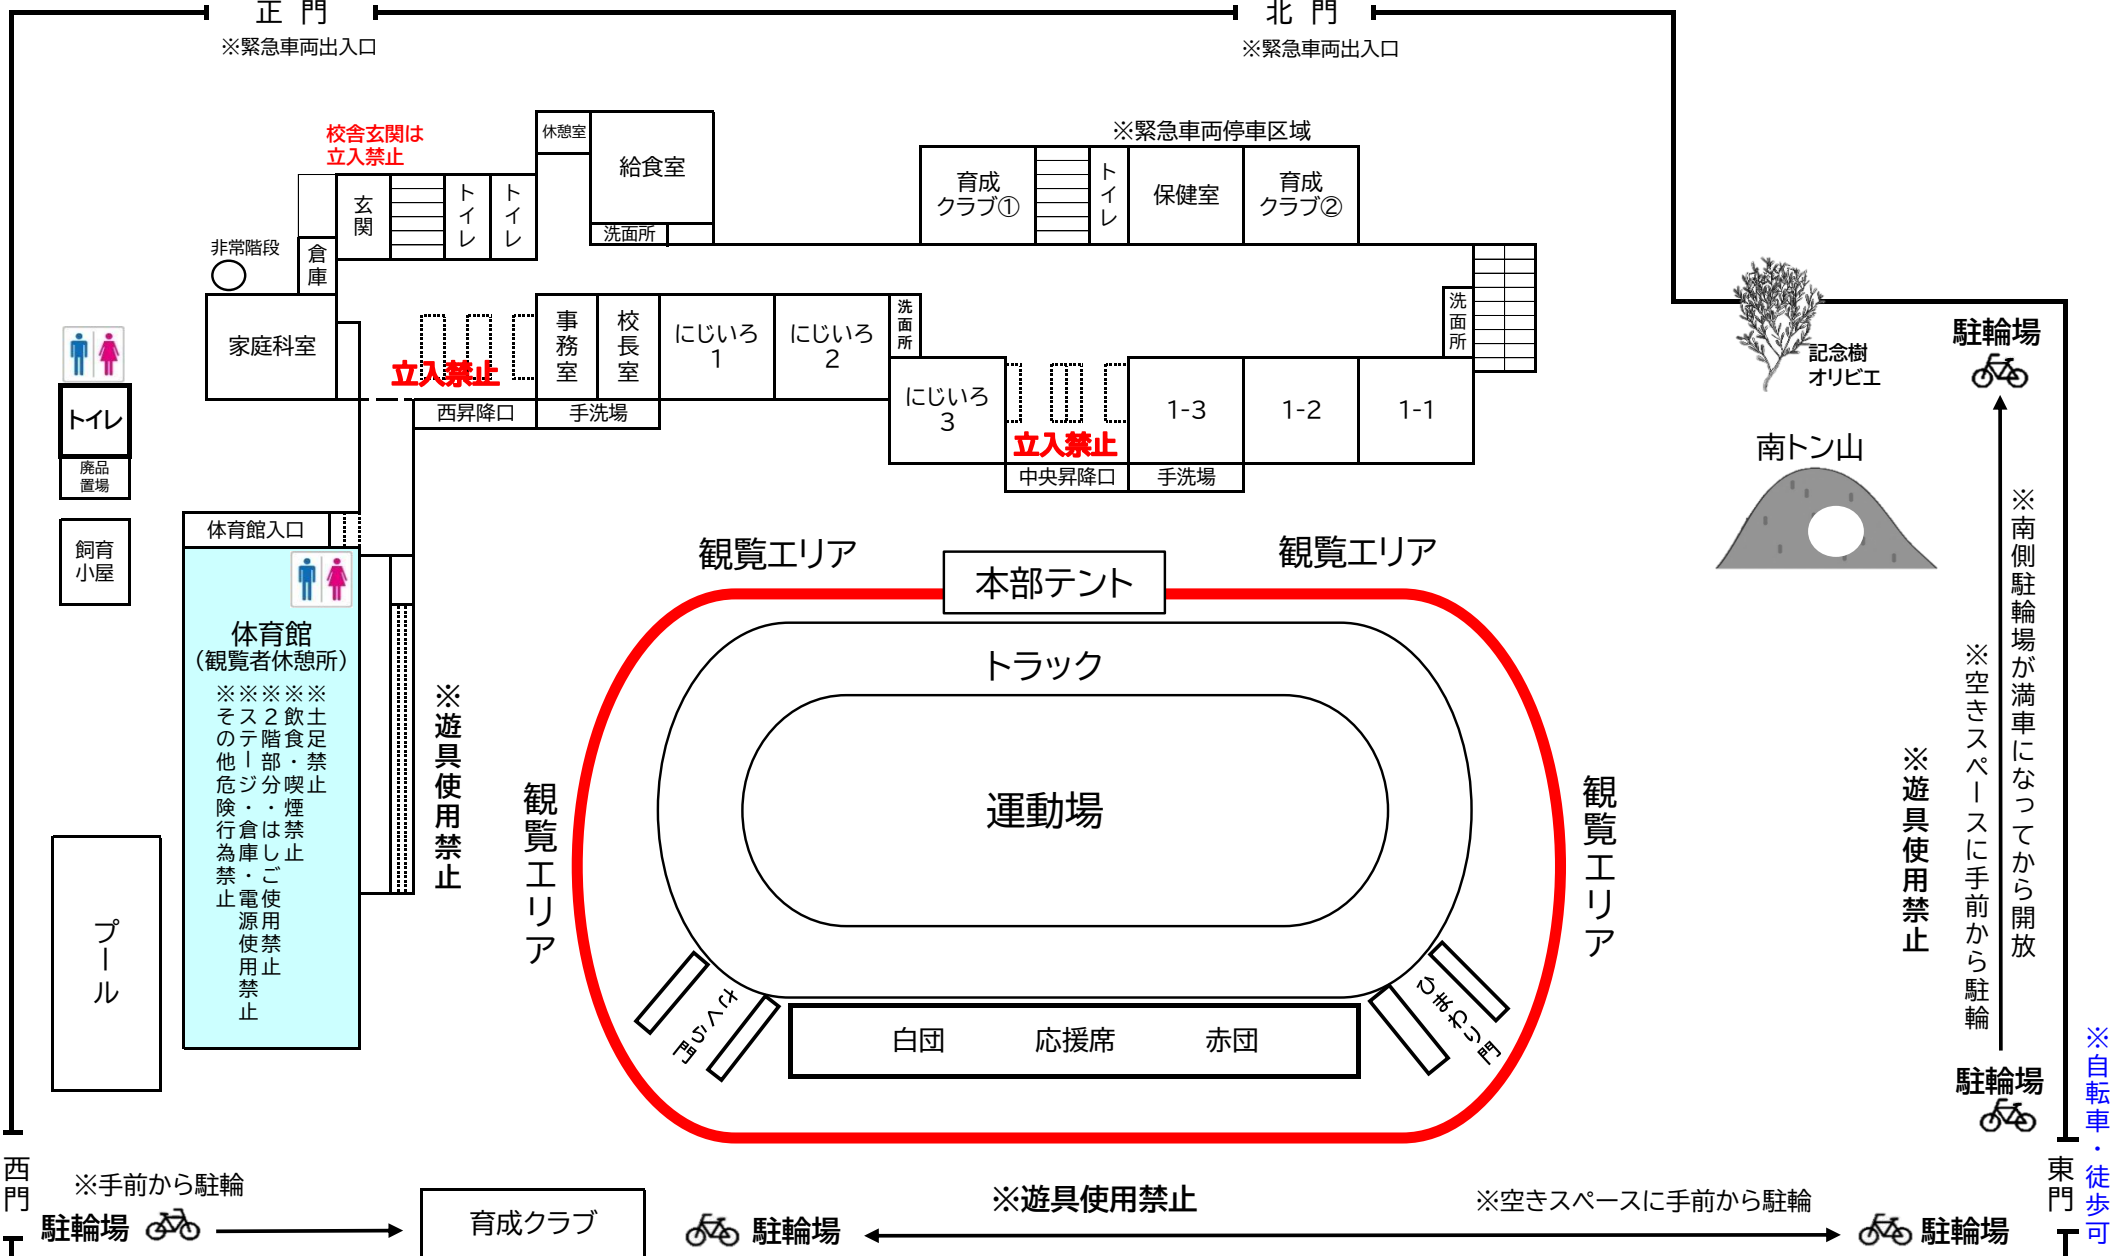 正 門
※緊急車両出入口
北 門
※緊急車両出入口
校舎玄関は
立入禁止
休憩室
給食室
洗面所
※緊急車両停車区域
育成
クラブ①
トイレ
保健室
育成
クラブ②
玄関
トイレ
トイレ
非常階段
倉庫
家庭科室
立入禁止
西昇降口
事務室
校長室
手洗場
にじいろ
1
にじいろ
2
洗面所
にじいろ
3
立入禁止
中央昇降口
1-3
手洗場
1-2
1-1
洗面所
記念樹
オリビエ
駐輪場
南トン山
トイレ
廃品
置場
飼育
小屋
体育館入口
体育館
（観覧者休憩所）
※土足禁止
※飲食・喫煙禁止
※２階部分・はしご使用禁止
※ステージ・倉庫・電源使用禁止
※その他危険行為禁止
※遊具使用禁止
プール
観覧エリア
本部テント
観覧エリア
トラック
運動場
観覧エリア
観覧エリア
さくら門
白団
応援席
赤団
ひまわり門
※遊具使用禁止
※空きスペースに手前から駐輪
※南側駐輪場が満車になってから開放
駐輪場
※自転車・徒歩可
東門
西門
※手前から駐輪
駐輪場
育成クラブ
駐輪場
※遊具使用禁止
※空きスペースに手前から駐輪
駐輪場